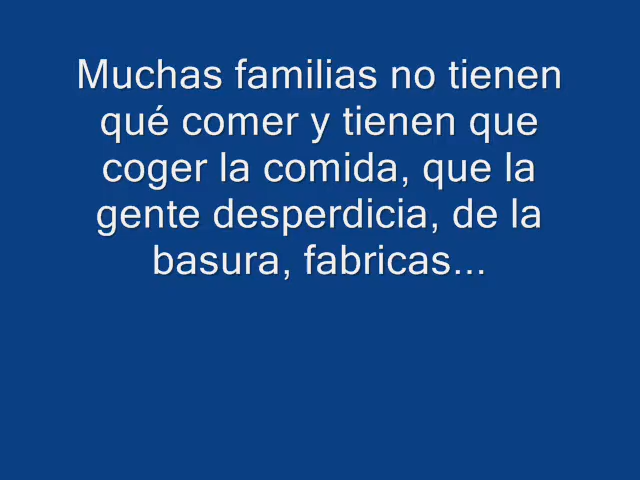 Muchas familias no tienen
qué comer y tienen que
coger la comida, que la
gente desperdicia, de la
basura, fabricas...